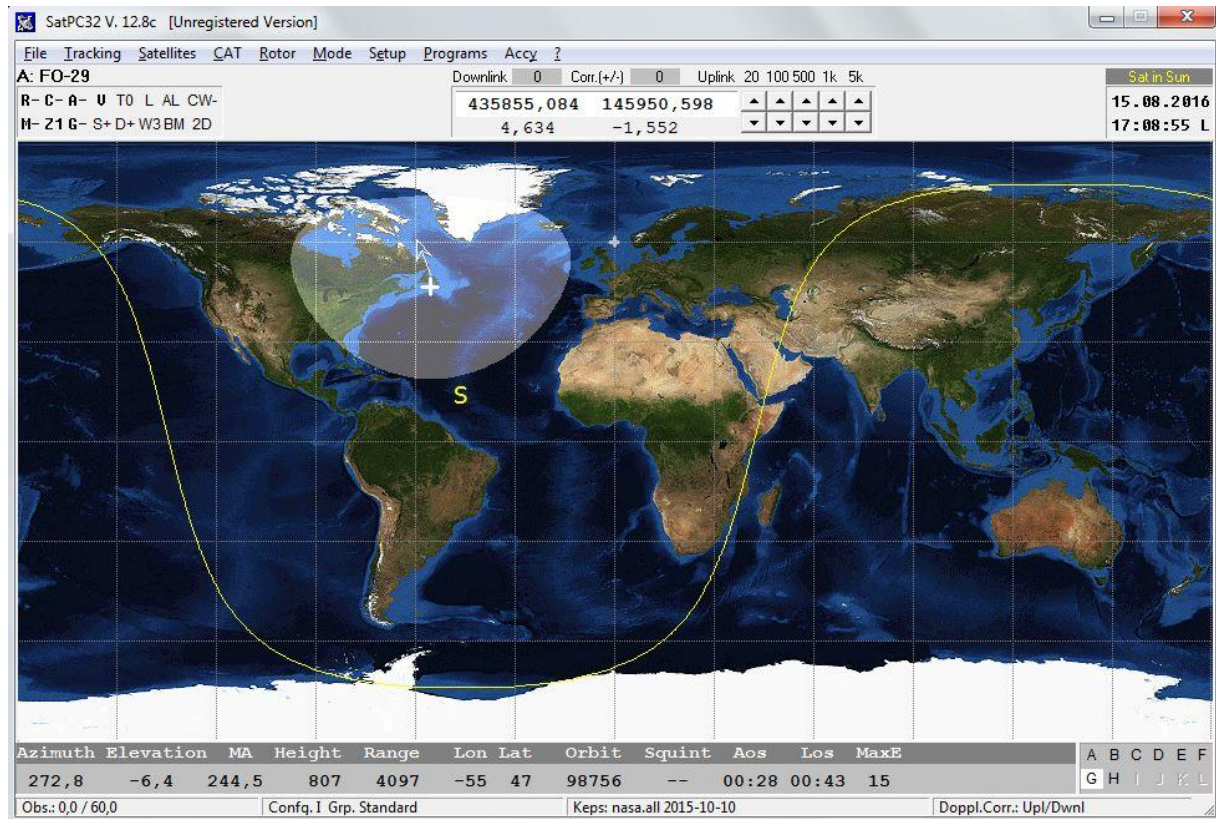 SatPC32 V. 12.8c [Unregistered Version]
File Tracking Satellites CAT Rotor Mode Setup Programs Accy ?
A: FO-29 Downlink 0 Corr.(+/-) 0 Uplink 20 100 500 1k 5k Sat in Sun
R- C- A- V T0 L AL CW- 435855,084 145950,598 15.08.2016
M- Z1 G- S+ D+ W3 BM 2D 4,634 -1,552 17:08:55 L
S
Azimuth Elevation MA Height Range Lon Lat Orbit Squint Aos Los MaxE A B C D E F
272,8 -6,4 244,5 807 4097 -55 47 98756 -- 00:28 00:43 15 G H I J K L
Obs.: 0,0 / 60,0 Confg. I Grp. Standard Keps: nasa.all 2015-10-10 Doppl.Corr.: Upl/Dwnl